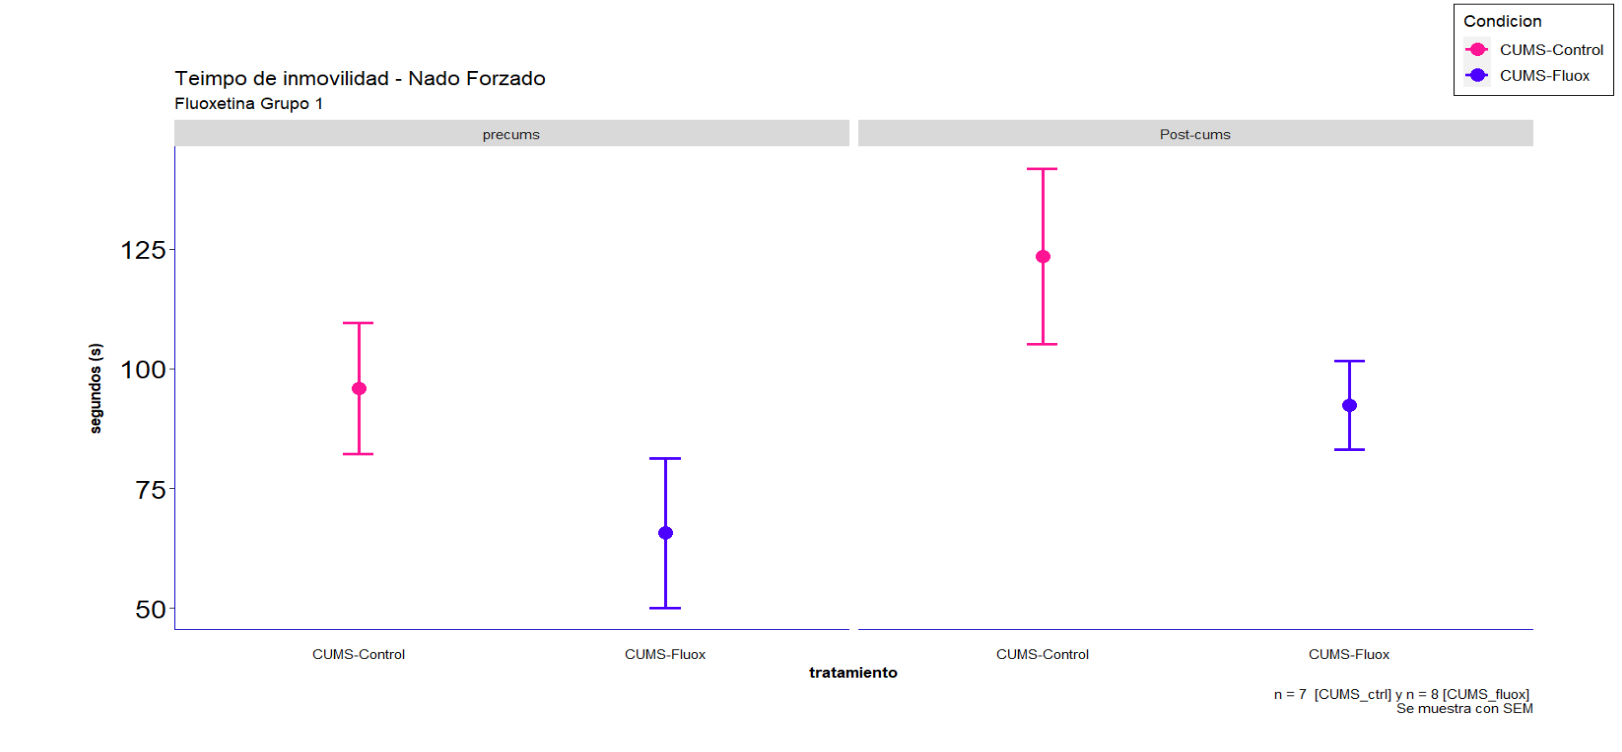 Condicion
CUMS-Control
CUMS-Fluox
Teimpo de inmovilidad - Nado Forzado
Fluoxetina Grupo 1
precums
Post-cums
125
100
75
50
segundos (s)
CUMS-Control
CUMS-Fluox
CUMS-Control
CUMS-Fluox
tratamiento
n = 7  [CUMS_ctrl] y n = 8 [CUMS_fluox]
Se muestra con SEM